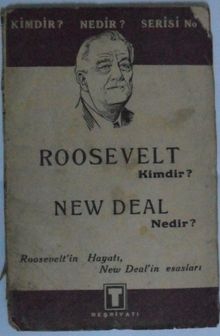 KİMDİR? NEDİR? SERİSİ No
ROOSEVELT
Kimdir?
NEW DEAL
Nedir?
Roosevelt'in Hayatı,
New Deal'in esasları
T
NEŞRİYATI